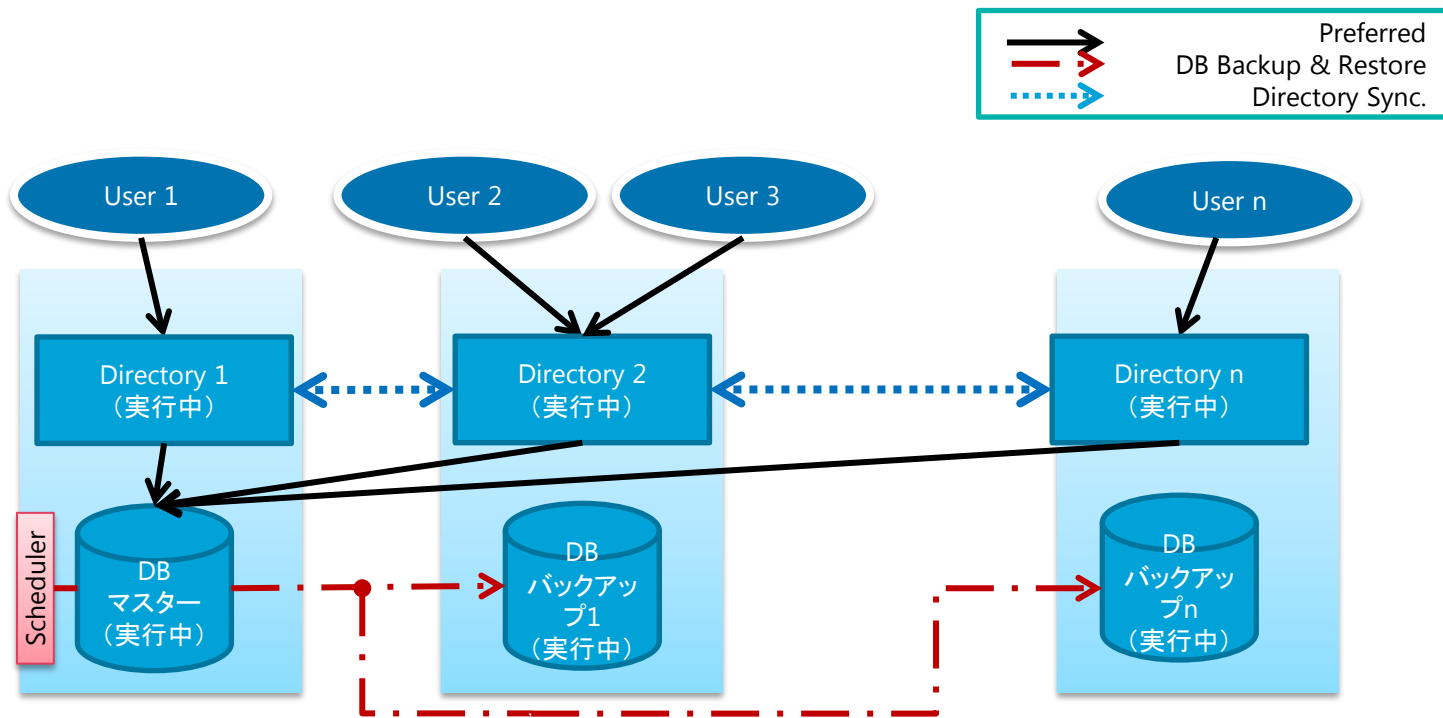 Preferred
DB Backup & Restore
Directory Sync.
User 1
User 2
User 3
User n
Directory 1
（実行中）
Directory 2
（実行中）
Directory n
（実行中）
Scheduler
DB
マスター
（実行中）
DB
バックアッ
プ1
（実行中）
DB
バックアッ
プn
（実行中）